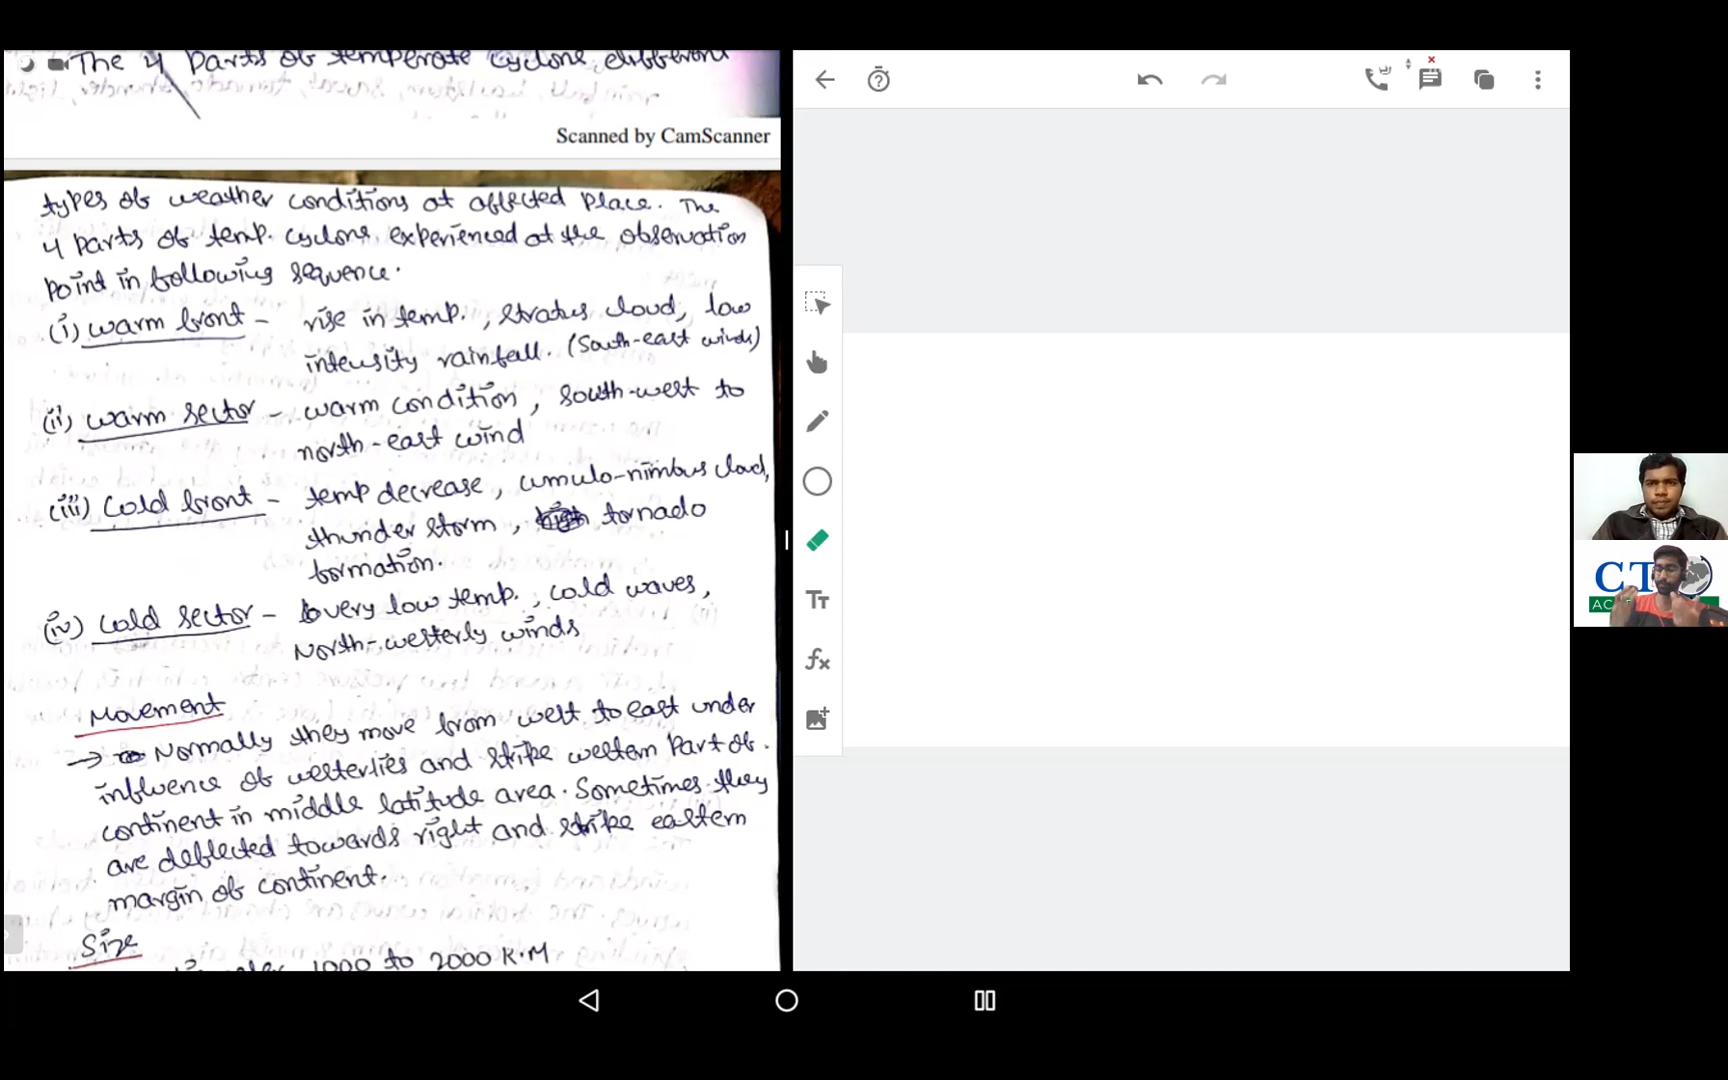 The 4 Parts of temperate cyclone different
Scanned by CamScanner
types of weather conditions at affected place. The
4 parts of temp. cyclone experienced at the observation
point in following sequence.
(i) warm front - rise in temp., stratus cloud, low
intensity rainfall. (South-east winds)
(ii) warm sector - warm condition, south-west to
north-east wind
(iii) Cold front - temp decrease, cumulo-nimbus cloud,
thunder storm, tornado
formation.
(iv) Cold sector - very low temp., cold waves,
North-westerly winds
Movement
→ Normally they move from west to east under
influence of westerlies and strike western part of
continent in middle latitude area. Sometimes they
are deflected towards right and strike eastern
margin of continent.
Size
1000 to 2000 K.M
Tт
fx
CT
AC